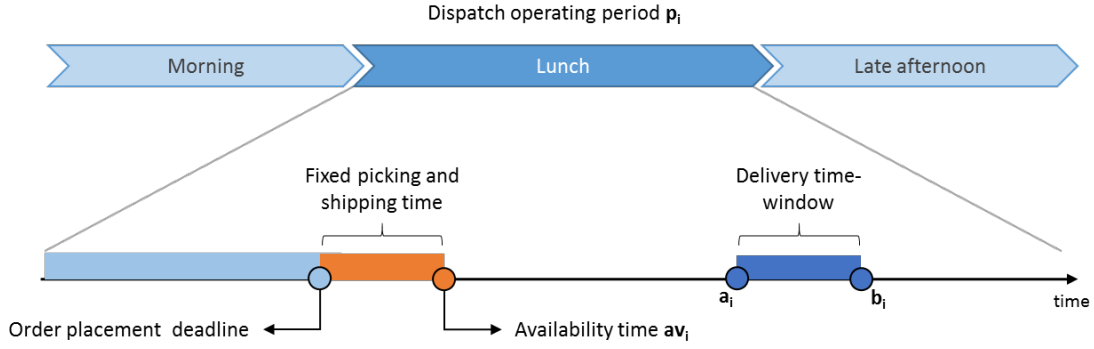 Dispatch operating period pi
Morning
Lunch
Late afternoon
Fixed picking and
shipping time
Delivery time-
window
ai
bi
time
Order placement deadline
Availability time avi